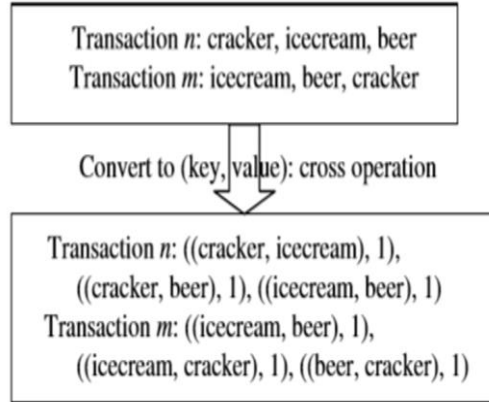 Transaction n: cracker, icecream, beer
Transaction m: icecream, beer, cracker
Convert to (key, value): cross operation
Transaction n: ((cracker, icecream), 1),
((cracker, beer), 1), ((icecream, beer), 1)
Transaction m: ((icecream, beer), 1),
((icecream, cracker), 1), ((beer, cracker), 1)